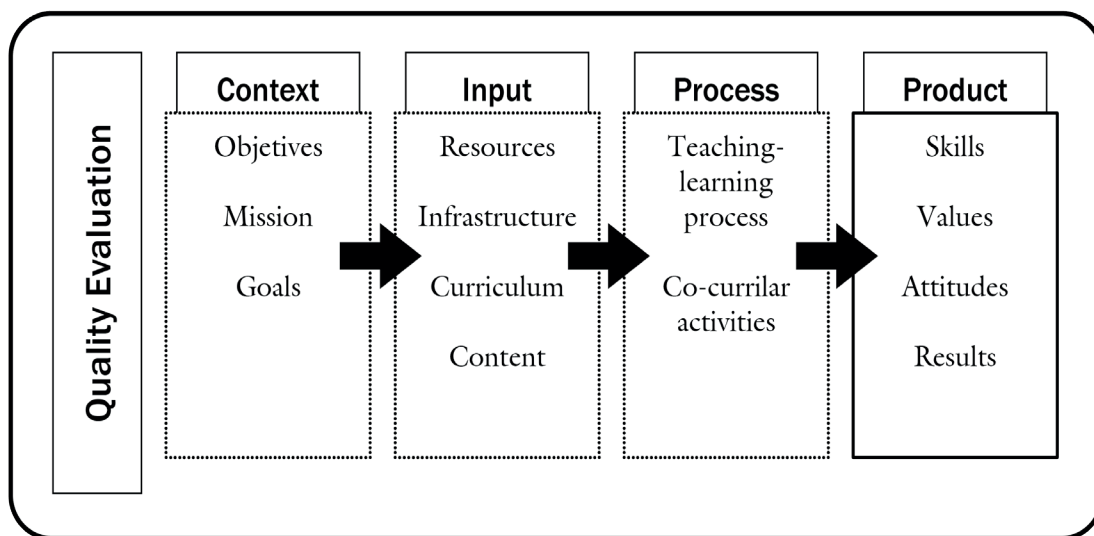 Quality Evaluation
Context
Objetives
Mission
Goals
Input
Resources
Infrastructure
Curriculum
Content
Process
Teaching-
learning
process
Co-currilar
activities
Product
Skills
Values
Attitudes
Results